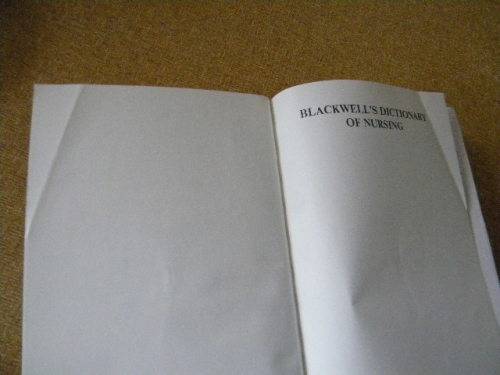 BLACKWELL'S DICTIONARY
OF NURSING